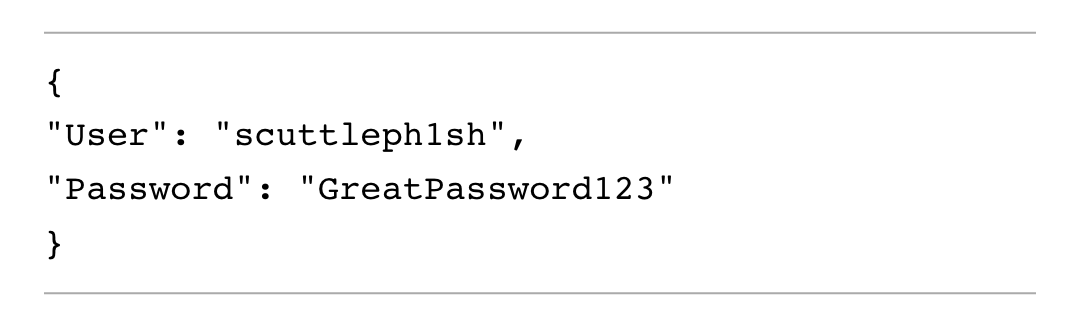 {
"User": "scuttleph1sh",
"Password": "GreatPassword123"
}